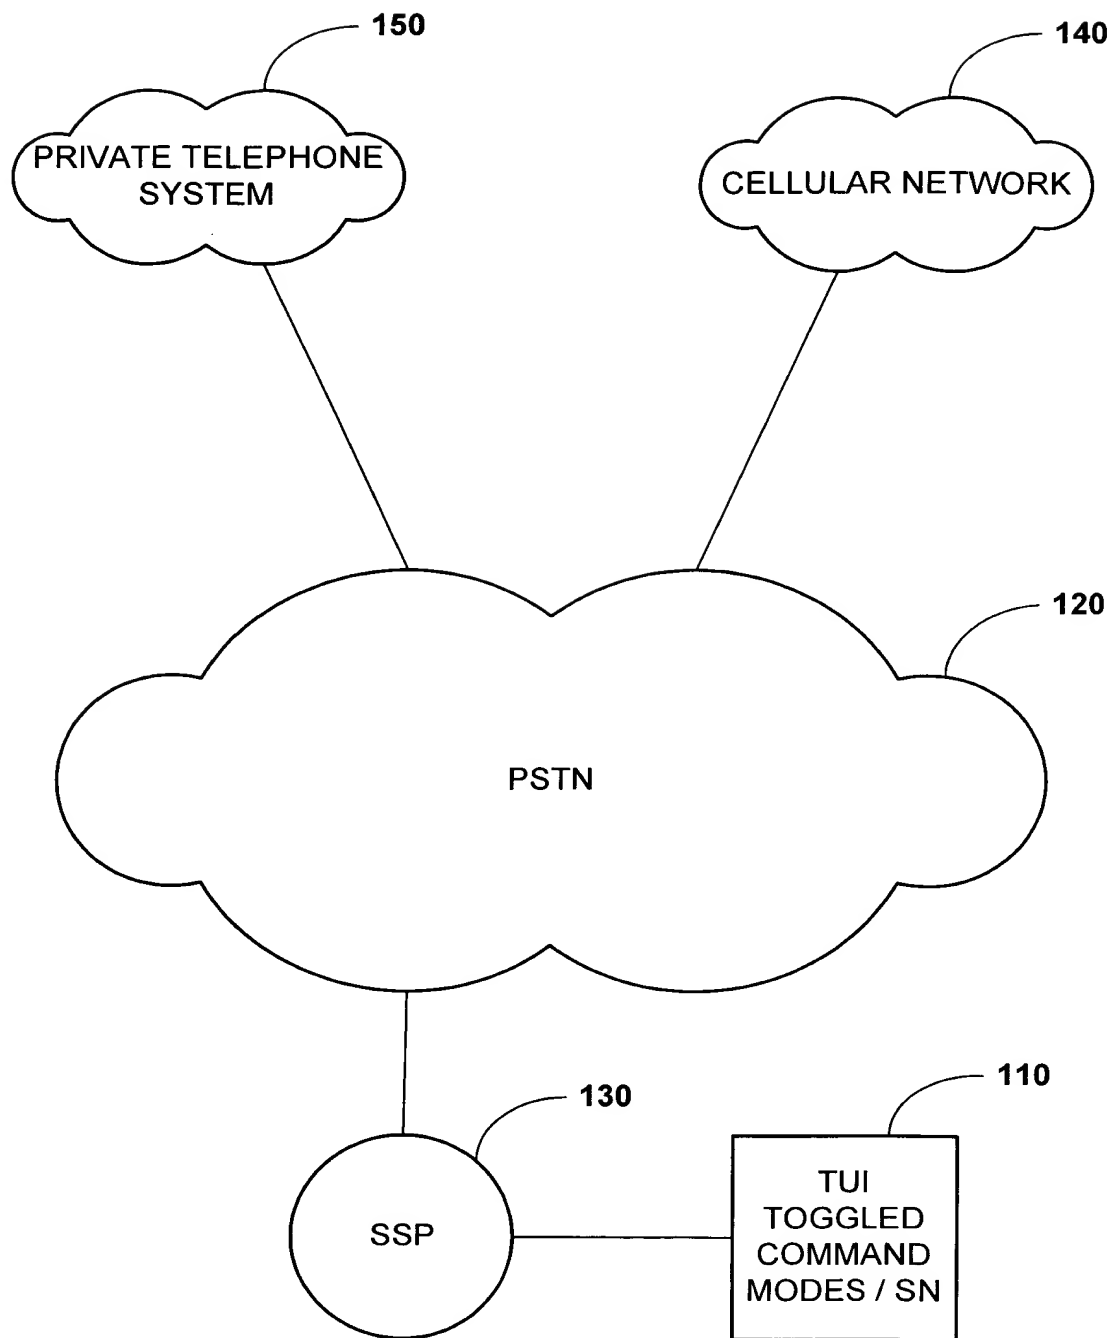 150
140
PRIVATE TELEPHONE
SYSTEM
CELLULAR NETWORK
120
PSTN
130
110
SSP
TUI
TOGGLED
COMMAND
MODES / SN